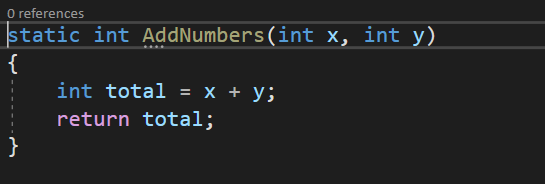 0 references
static int AddNumbers(int x, int y)
{
    int total = x + y;
    return total;
}